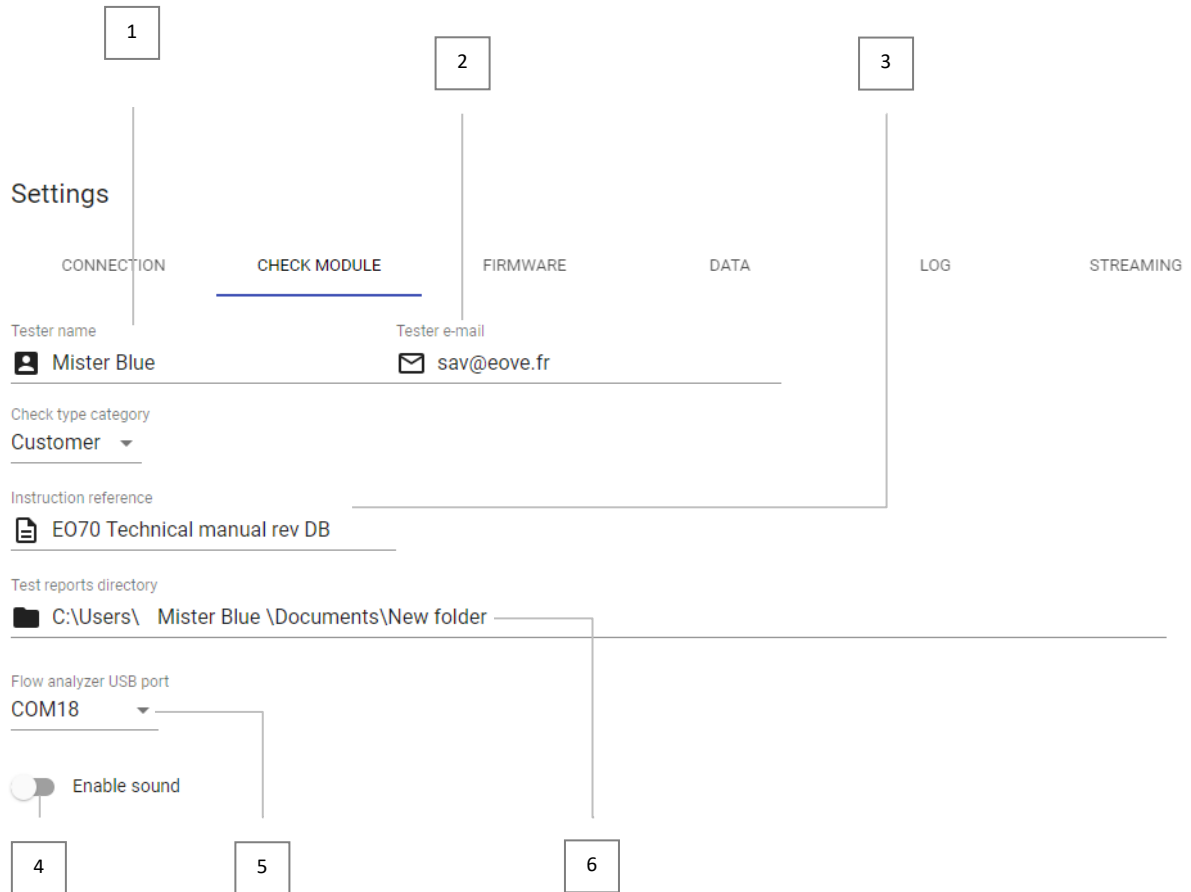 1
2
3
Settings
CONNECTION CHECK MODULE FIRMWARE DATA LOG STREAMING
Tester name Tester e-mail
Mister Blue sav@eove.fr
Check type category
Customer
Instruction reference
EO70 Technical manual rev DB
Test reports directory
C:\Users\ Mister Blue \Documents\New folder
Flow analyzer USB port
COM18
Enable sound
4 5 6